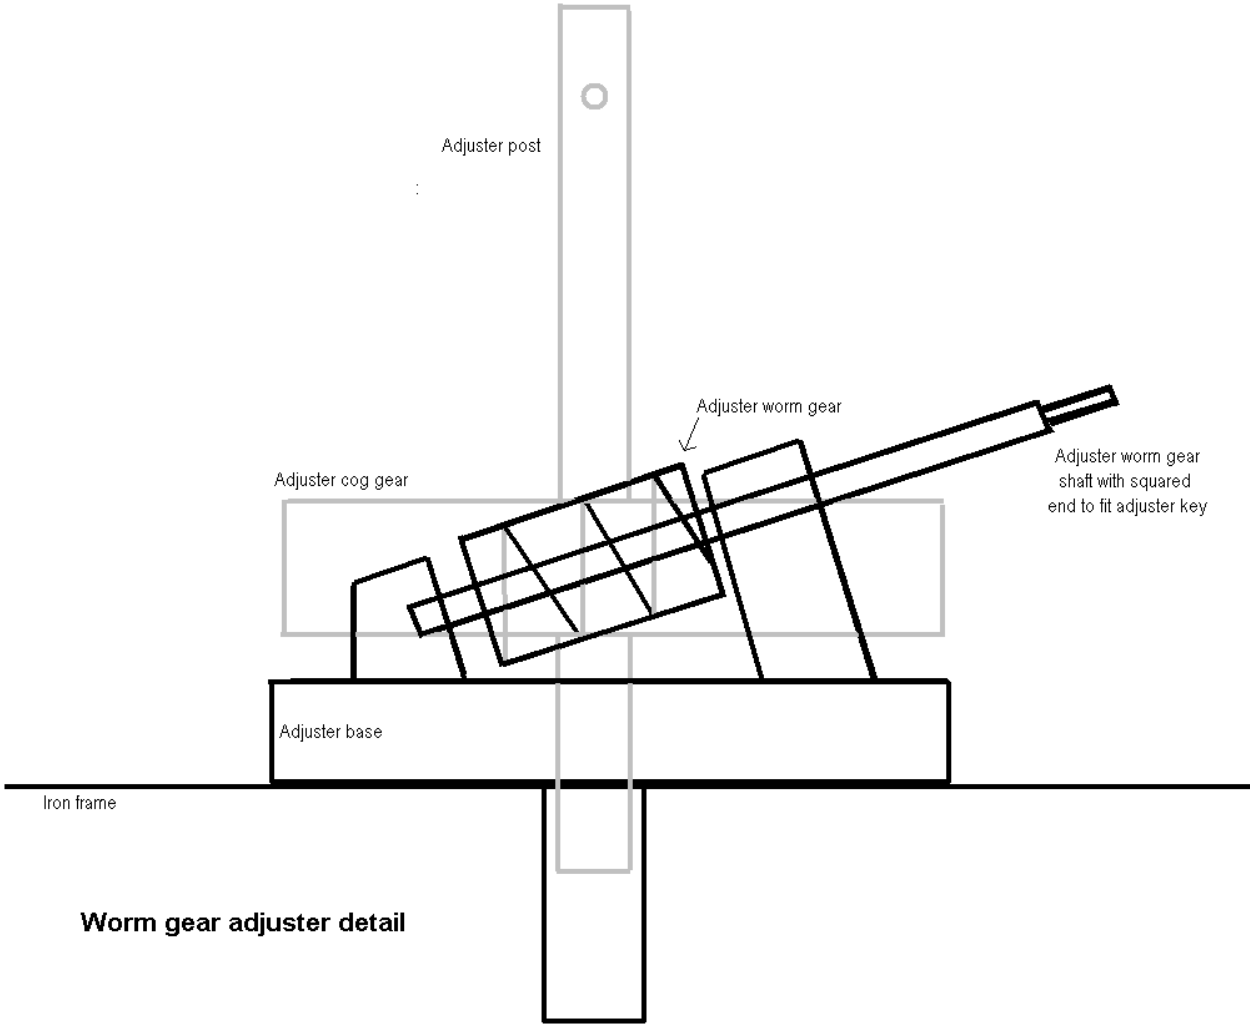 Adjuster post
:
Adjuster worm gear
Adjuster cog gear
Adjuster worm gear
shaft with squared
end to fit adjuster key
Adjuster base
Iron frame
Worm gear adjuster detail